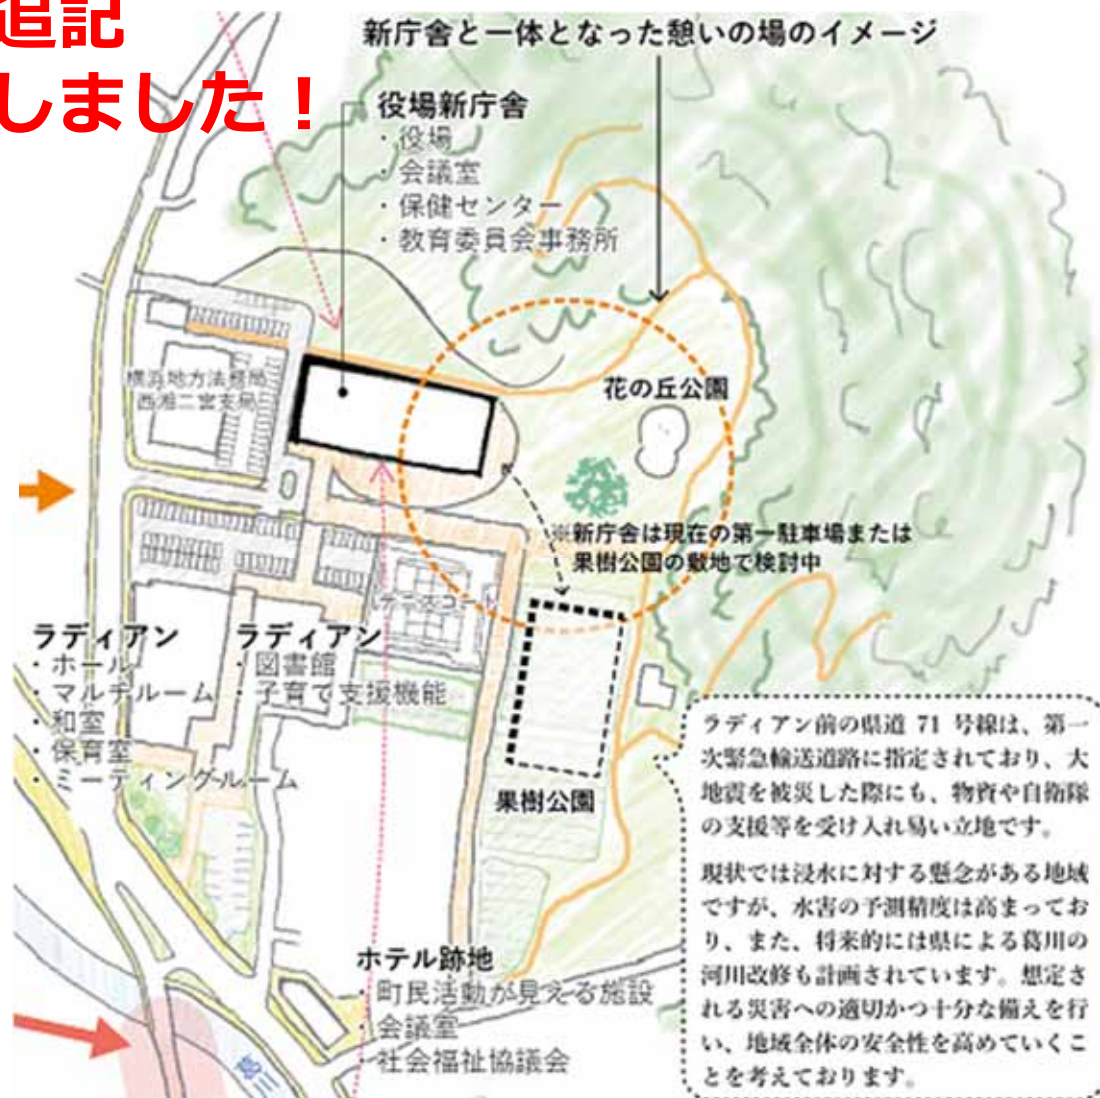 追記
しました！
新庁舎と一体となった憩いの場のイメージ
役場新庁舎
・役場
・会議室
・保健センター
・教育委員会事務所
横浜地方法務局
西湘二宮支局
花の丘公園
※新庁舎は現在の第一駐車場または
果樹公園の敷地で検討中
テニスコート
ラディアン
・ホール
・マルチルーム
・和室
・保育室
・ミーティングルーム
ラディアン
・図書館
・子育て支援機能
果樹公園
ホテル跡地
・町民活動が見える施設
・会議室
・社会福祉協議会
ラディアン前の県道 71 号線は、第一
次緊急輸送道路に指定されており、大
地震を被災した際にも、物資や自衛隊
の支援等を受け入れ易い立地です。
現状では浸水に対する懸念がある地域
ですが、水害の予測精度は高まってお
り、また、将来的には県による葛川の
河川改修も計画されています。想定さ
れる災害への適切かつ十分な備えを行
い、地域全体の安全性を高めていくこ
とを考えております。